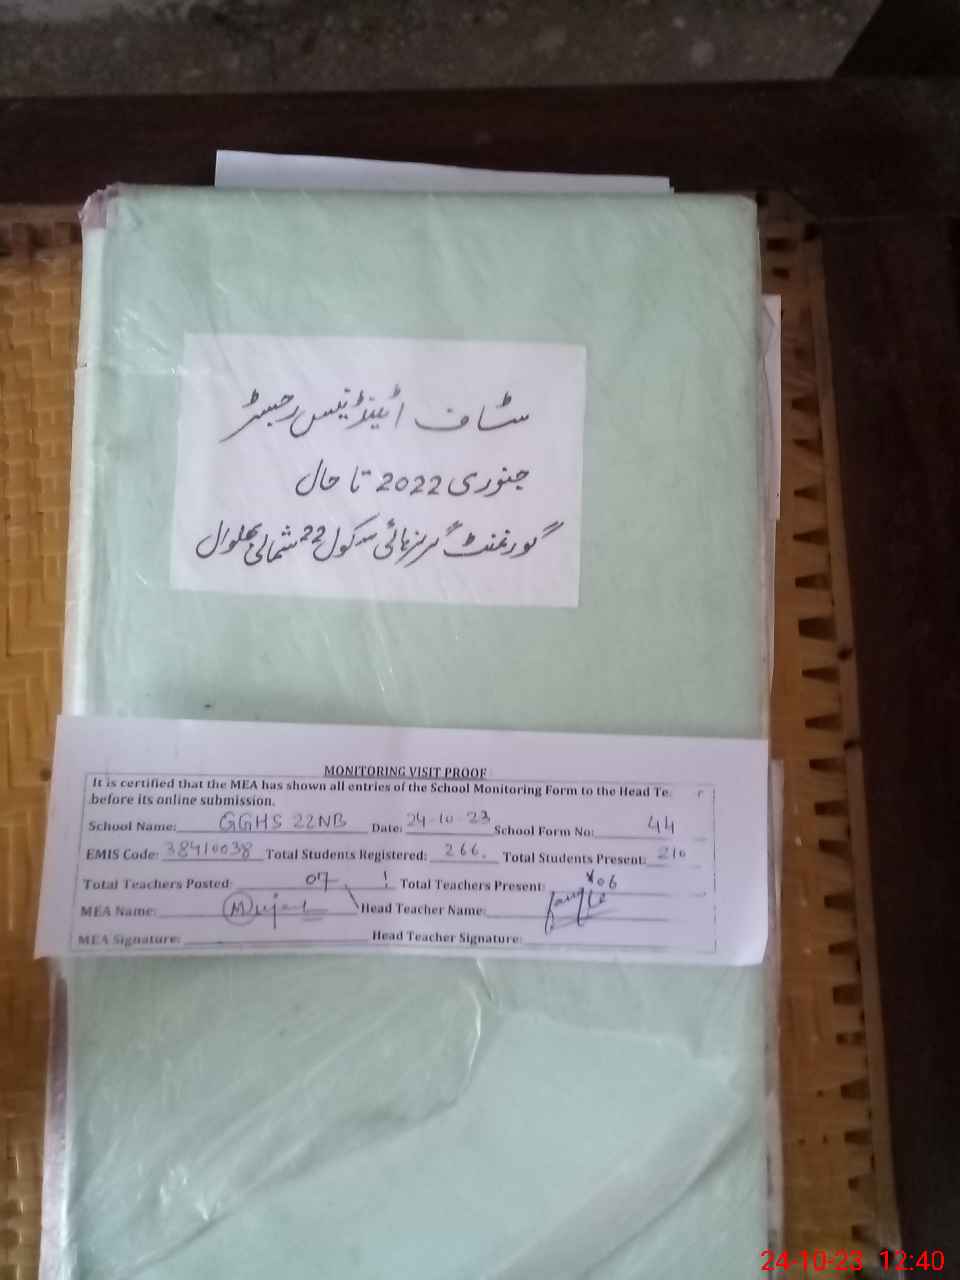 سٹاف اٹینڈینس رجسٹر
جنوری 2022 تا حال
گورنمنٹ گرلز ہائی سکول 22 شمالی بھلوال
MONITORING VISIT PROOF
It is certified that the MEA has shown all entries of the School Monitoring Form to the Head Te.
before its online submission.
School Name: GGHS 22NB Date: 24-10-23 School Form No: 44
EMIS Code: 38410038 Total Students Registered: 266. Total Students Present: 210
Total Teachers Posted: 07 Total Teachers Present: 06
MEA Name: Head Teacher Name:
MEA Signature: Head Teacher Signature:
24-10-23 12:40